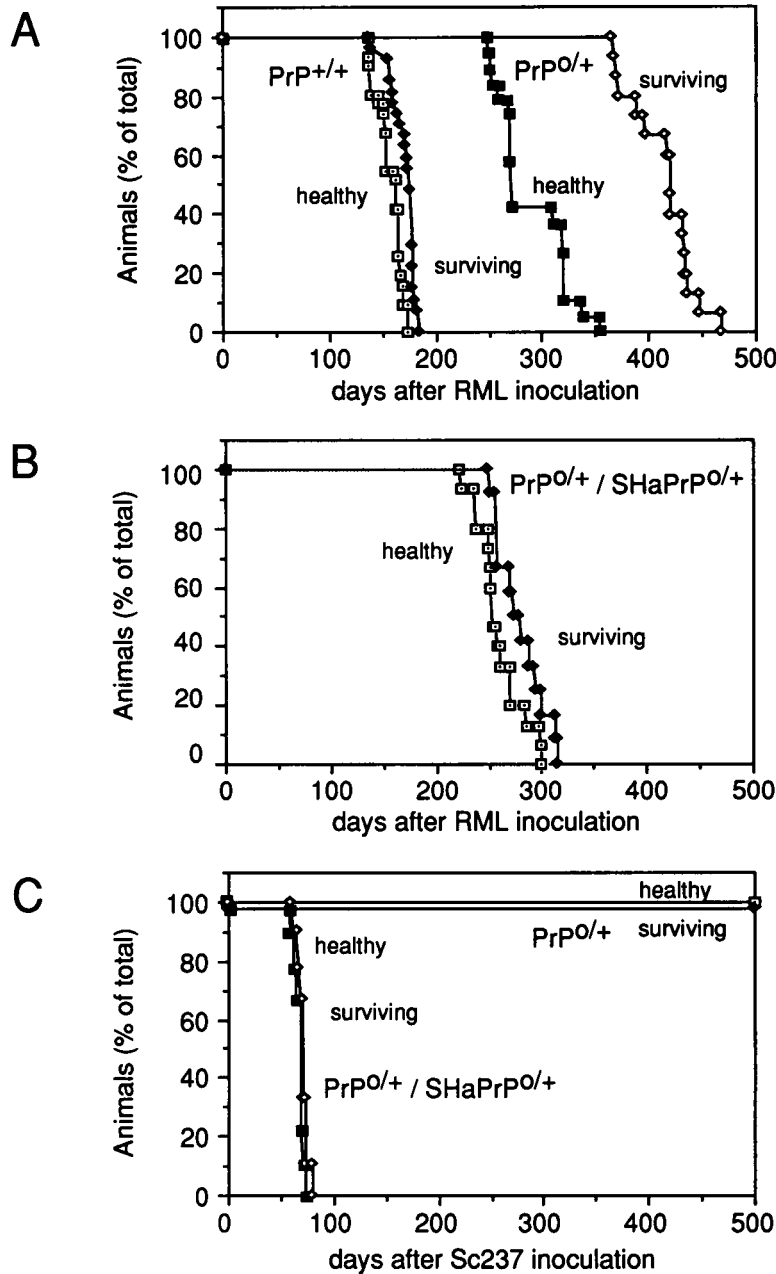 A
Animals (% of total)
100
80
60
40
20
0
PrP+/+
healthy
surviving
PrPo/+
healthy
surviving
0 100 200 300 400 500
days after RML inoculation
B
Animals (% of total)
100
80
60
40
20
0
PrPo/+ / SHaPrPo/+
healthy
surviving
0 100 200 300 400 500
days after RML inoculation
C
Animals (% of total)
100
80
60
40
20
0
healthy
surviving
PrPo/+ / SHaPrPo/+
healthy
PrPo/+
surviving
0 100 200 300 400 500
days after Sc237 inoculation